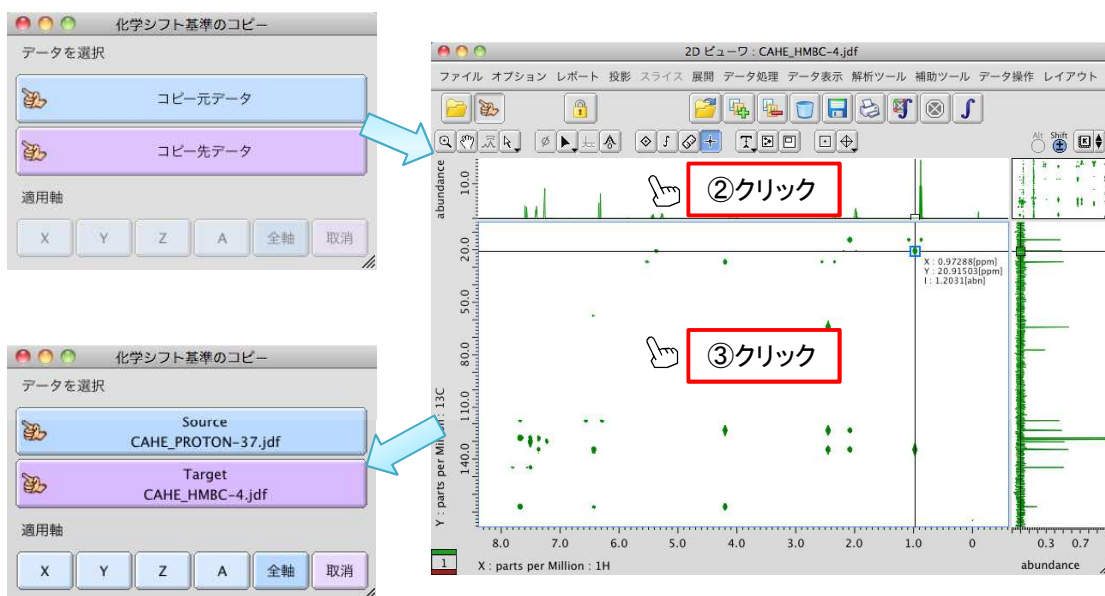 化学シフト基準のコピー
データを選択
コピー元データ
コピー先データ
適用軸
X Y Z A 全軸 取消
2D ビューワ : CAHE_HMBC-4.jdf
ファイル オプション レポート 投影 スライス 展開 データ処理 データ表示 解析ツール 補助ツール データ操作 レイアウト
Alt Shift
abundance
10.0
②クリック
X : 0.97288[ppm]
Y : 20.91503[ppm]
I : 1.2031[abn]
③クリック
Y : parts per Million : 13C
20.0
50.0
80.0
110.0
140.0
8.0 7.0 6.0 5.0 4.0 3.0 2.0 1.0 0
0.3 0.7
1
X : parts per Million : 1H
abundance
化学シフト基準のコピー
データを選択
Source
CAHE_PROTON-37.jdf
Target
CAHE_HMBC-4.jdf
適用軸
X Y Z A 全軸 取消